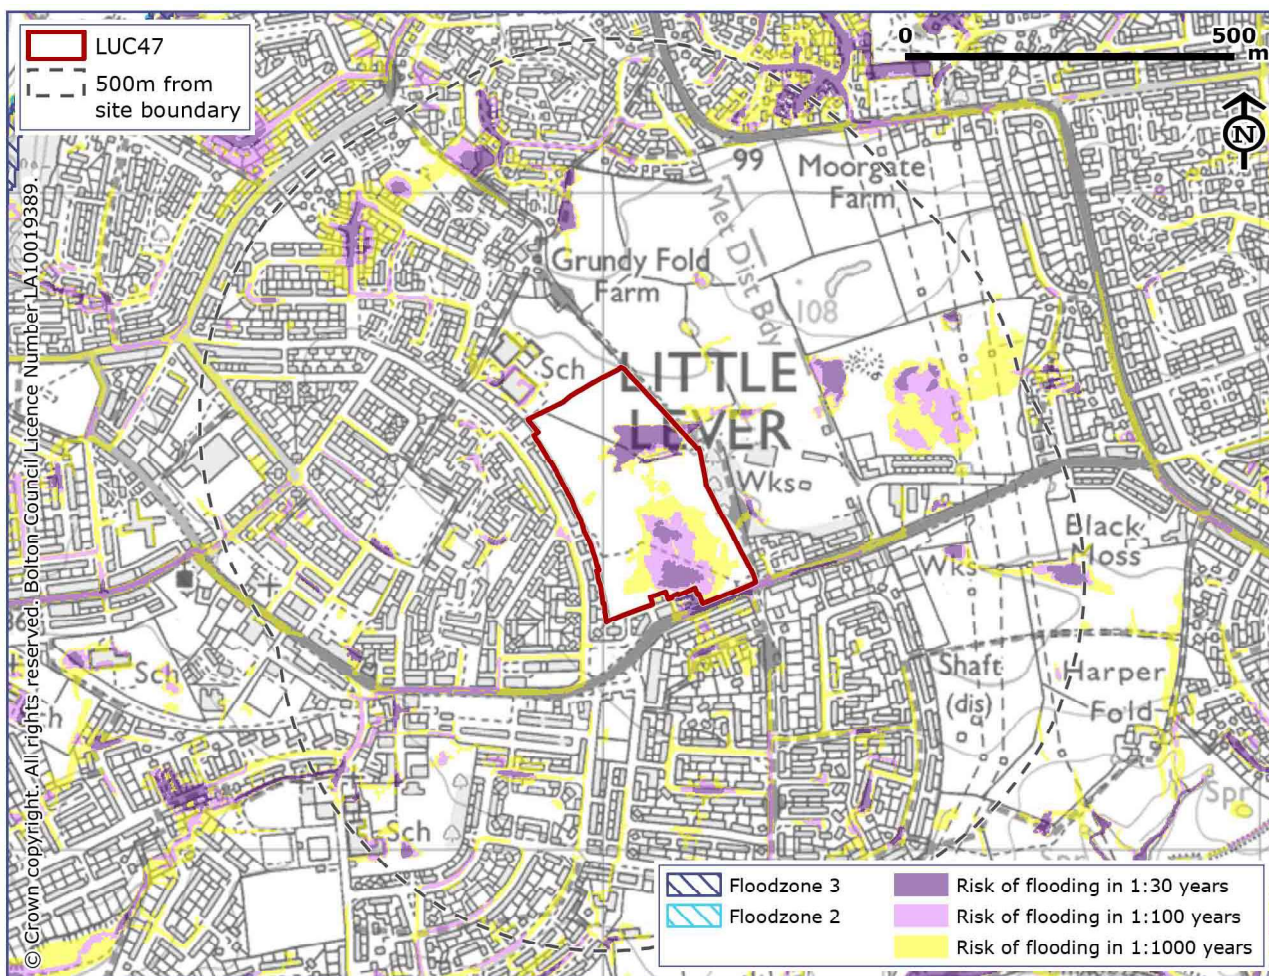 LUC47
500m from
site boundary
0
500
m
N
99
Moorgate
Farm
Met Dist Bdy
Grundy Fold
Farm
108
Sch
LITTLE
LEVER
Wks
Black
Moss
Wks
Shaft
(dis)
Harper
Fold
Sch
Sch
Spr
© Crown copyright. All rights reserved. Bolton Council Licence Number LA10019389.
Floodzone 3
Floodzone 2
Risk of flooding in 1:30 years
Risk of flooding in 1:100 years
Risk of flooding in 1:1000 years